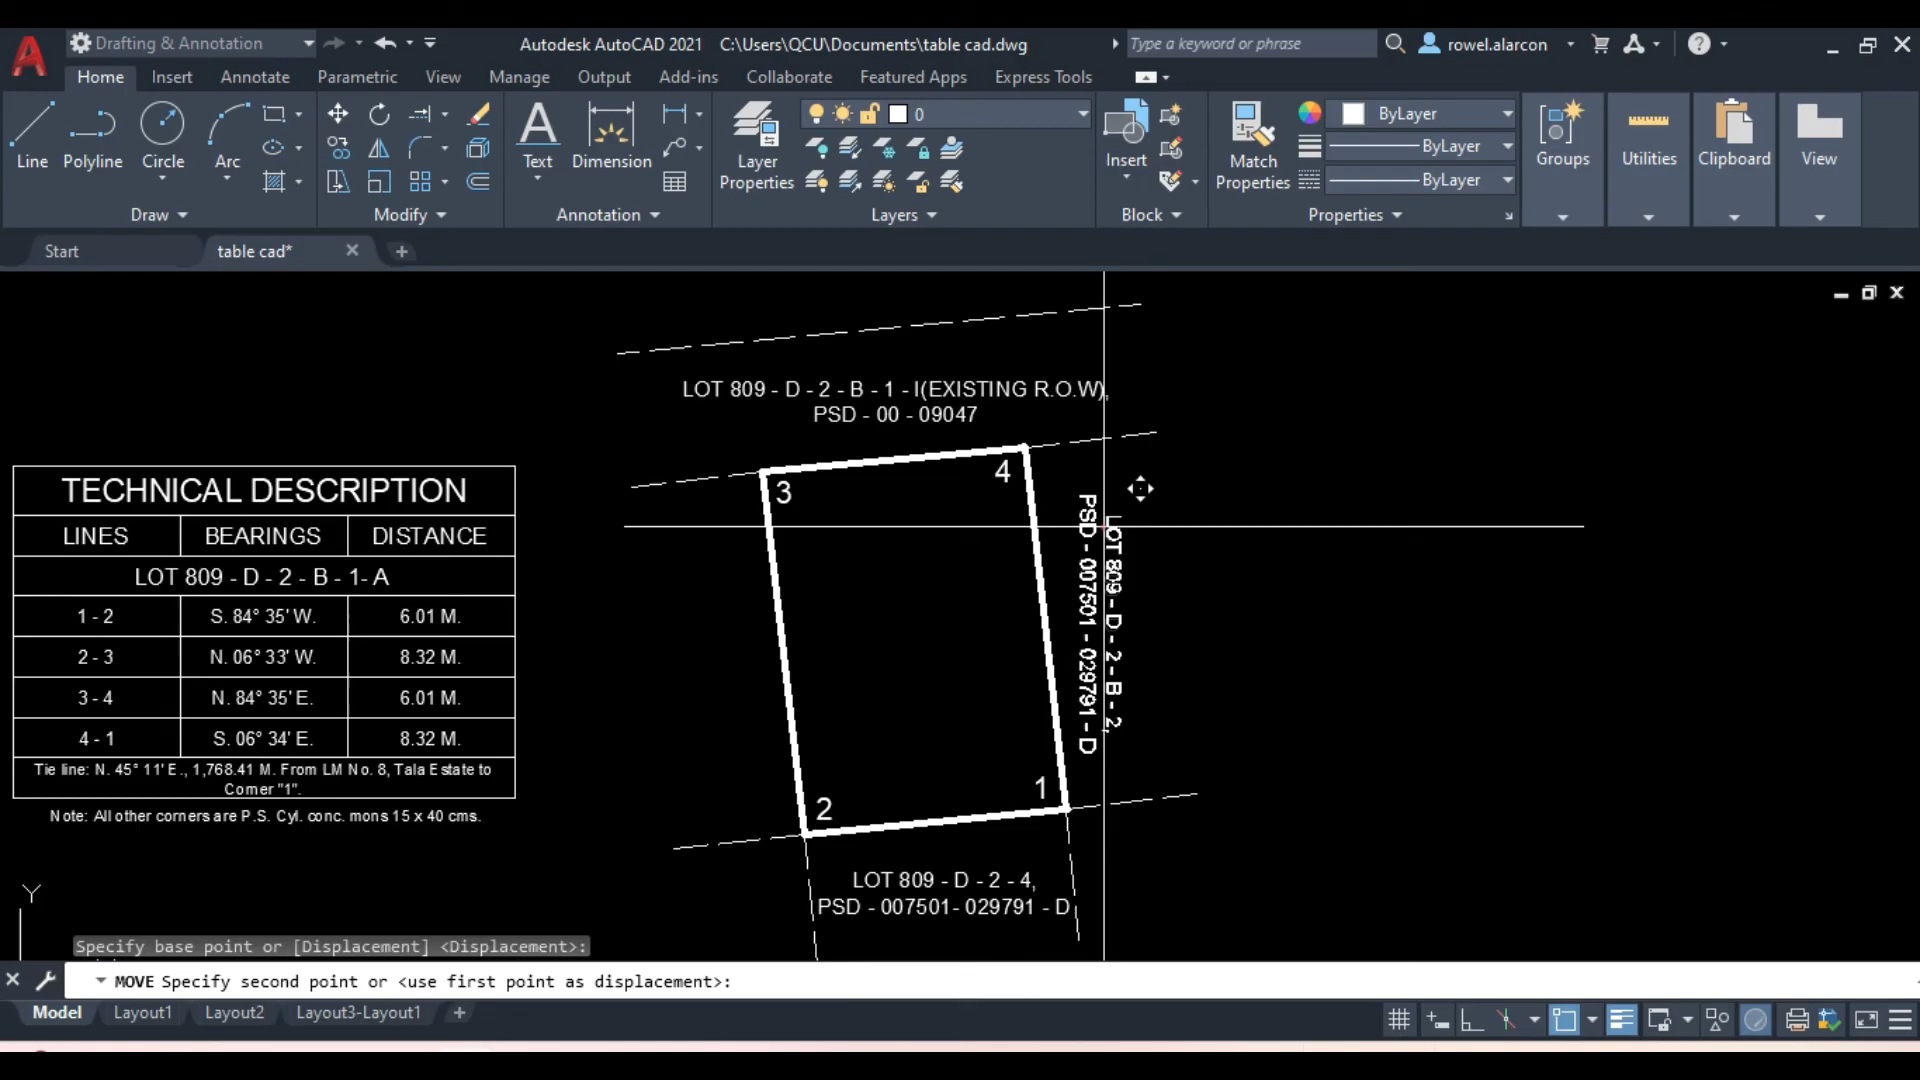 Drafting & Annotation
Autodesk AutoCAD 2021 C:\Users\QCU\Documents\table cad.dwg
Type a keyword or phrase
rowel.alarcon
Home Insert Annotate Parametric View Manage Output Add-ins Collaborate Featured Apps Express Tools
Line Polyline Circle Arc
Text Dimension
Layer Properties
0
Insert
Match Properties
ByLayer
ByLayer
ByLayer
Groups Utilities Clipboard View
Draw Modify Annotation Layers Block Properties
Start table cad*
LOT 809 - D - 2 - B - 1 - I(EXISTING R.O.W),
PSD - 00 - 09047
3
4
1
2
LOT 809 - D - 2 - B - 2,
PSD - 007501 - 029791 - D
LOT 809 - D - 2 - 4,
PSD - 007501- 029791 - D
TECHNICAL DESCRIPTION
LINES BEARINGS DISTANCE
LOT 809 - D - 2 - B - 1- A
1 - 2 S. 84° 35' W. 6.01 M.
2 - 3 N. 06° 33' W. 8.32 M.
3 - 4 N. 84° 35' E. 6.01 M.
4 - 1 S. 06° 34' E. 8.32 M.
Tie line: N. 45° 11' E., 1,768.41 M. From LM No. 8, Tala Estate to
Corner "1".
Note: All other corners are P.S. Cyl. conc. mons 15 x 40 cms.
Y
Specify base point or [Displacement] <Displacement>:
MOVE Specify second point or <use first point as displacement>:
Model Layout1 Layout2 Layout3-Layout1